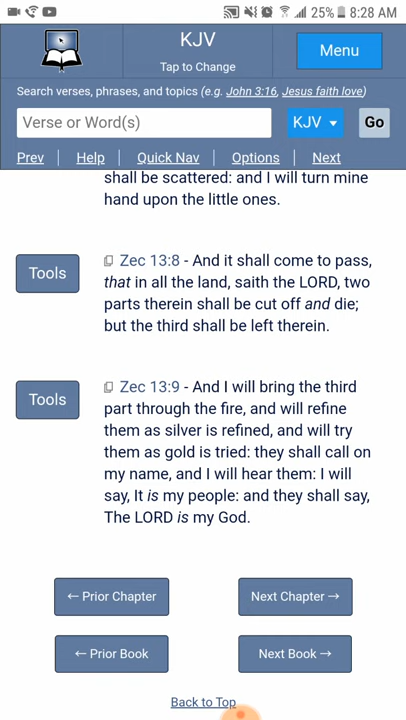 25% 8:28 AM
KJV
Tap to Change
Menu
Search verses, phrases, and topics (e.g. John 3:16, Jesus faith love)
Verse or Word(s)
KJV
Go
Prev | Help | Quick Nav | Options | Next
shall be scattered: and I will turn mine
hand upon the little ones.
Tools
Zec 13:8 - And it shall come to pass,
that in all the land, saith the LORD, two
parts therein shall be cut off and die;
but the third shall be left therein.
Tools
Zec 13:9 - And I will bring the third
part through the fire, and will refine
them as silver is refined, and will try
them as gold is tried: they shall call on
my name, and I will hear them: I will
say, It is my people: and they shall say,
The LORD is my God.
← Prior Chapter
Next Chapter →
← Prior Book
Next Book →
Back to Top